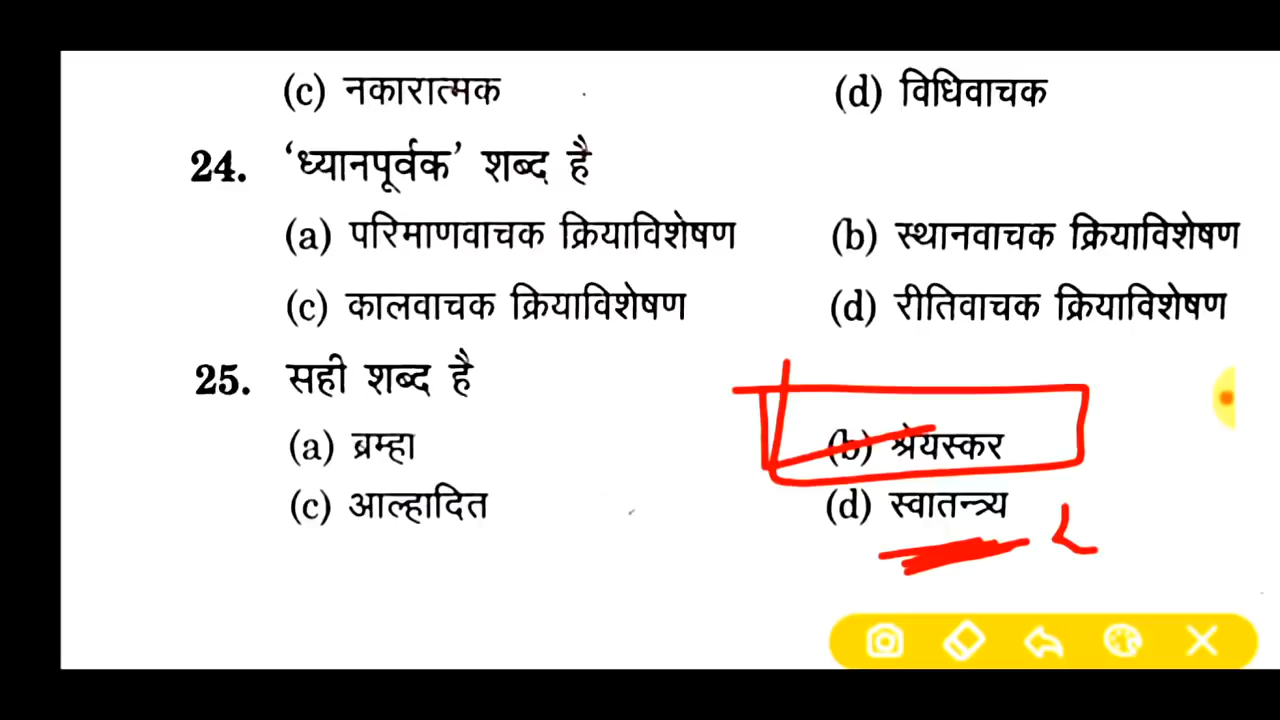 (c) नकारात्मक (d) विधिवाचक
24. ‘ध्यानपूर्वक’ शब्द है
(a) परिमाणवाचक क्रियाविशेषण (b) स्थानवाचक क्रियाविशेषण
(c) कालवाचक क्रियाविशेषण (d) रीतिवाचक क्रियाविशेषण
25. सही शब्द है
(a) ब्रम्हा (b) श्रेयस्कर
(c) आल्हादित (d) स्वातन्त्र्य